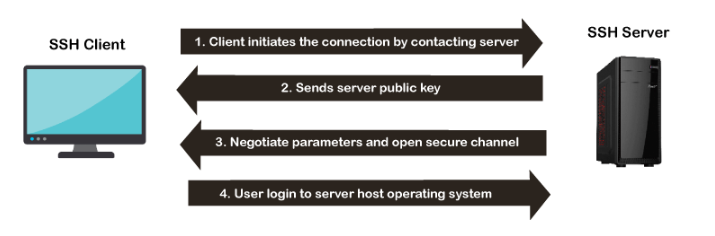 SSH Client
SSH Server
1. Client initiates the connection by contacting server
2. Sends server public key
3. Negotiate parameters and open secure channel
4. User login to server host operating system